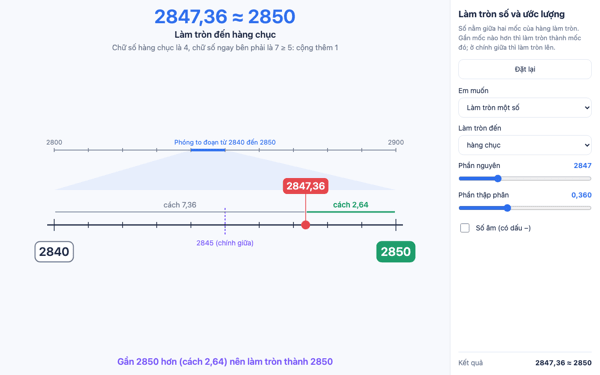 2847,36 ≈ 2850
Làm tròn đến hàng chục
Chữ số hàng chục là 4, chữ số ngay bên phải là 7 ≥ 5: cộng thêm 1
2800
Phóng to đoạn từ 2840 đến 2850
2900
2847,36
cách 7,36
cách 2,64
2845 (chính giữa)
2840
2850
Gần 2850 hơn (cách 2,64) nên làm tròn thành 2850
Làm tròn số và ước lượng
Số nằm giữa hai mốc của hàng làm tròn.
Gần mốc nào hơn thì làm tròn thành mốc
đó; ở chính giữa thì làm tròn lên.
Đặt lại
Em muốn
Làm tròn một số
Làm tròn đến
hàng chục
Phần nguyên 2847
Phần thập phân 0,360
Số âm (có dấu −)
Kết quả 2847,36 ≈ 2850